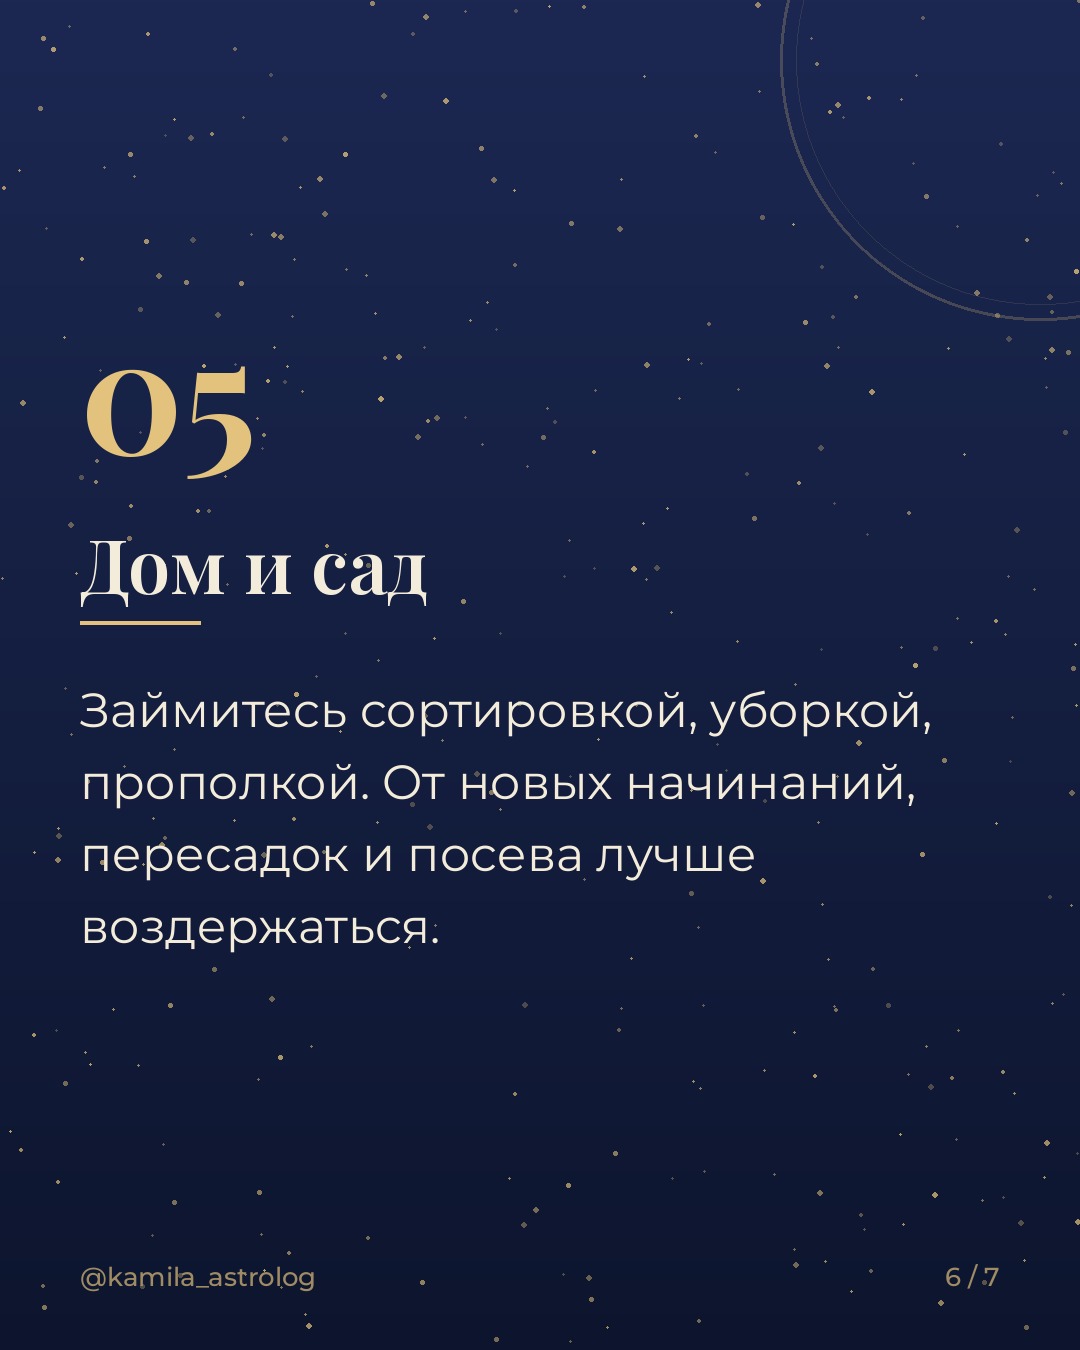 05
Дом и сад
Займитесь сортировкой, уборкой,
прополкой. От новых начинаний,
пересадок и посева лучше
воздержаться.
@kamila_astrolog
6 / 7